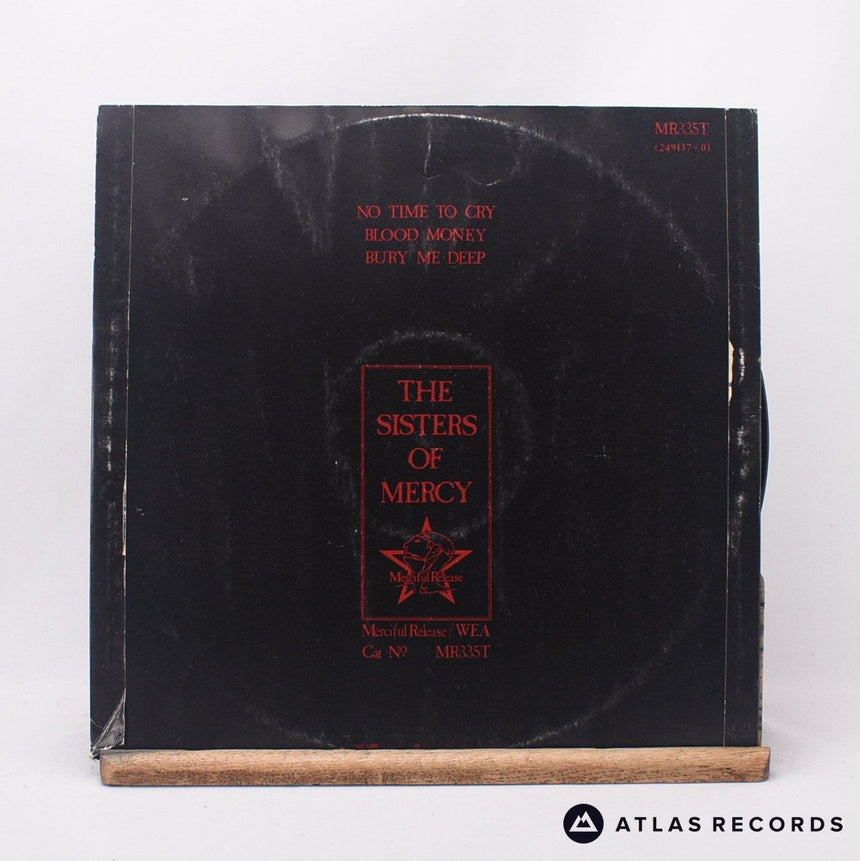 MR335T
(249117-0)
NO TIME TO CRY
BLOOD MONEY
BURY ME DEEP
THE
SISTERS
OF
MERCY
Merciful Release
Merciful Release / WEA
Cat Nº MR335T
ATLAS RECORDS